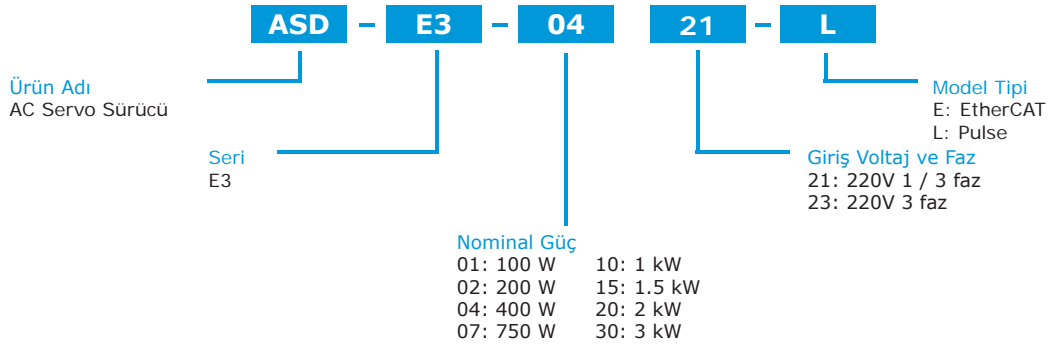 ASD – E3 – 04 21 – L
Ürün Adı
AC Servo Sürücü
Model Tipi
E: EtherCAT
L: Pulse
Seri
E3
Giriş Voltaj ve Faz
21: 220V 1 / 3 faz
23: 220V 3 faz
Nominal Güç
01: 100 W 10: 1 kW
02: 200 W 15: 1.5 kW
04: 400 W 20: 2 kW
07: 750 W 30: 3 kW